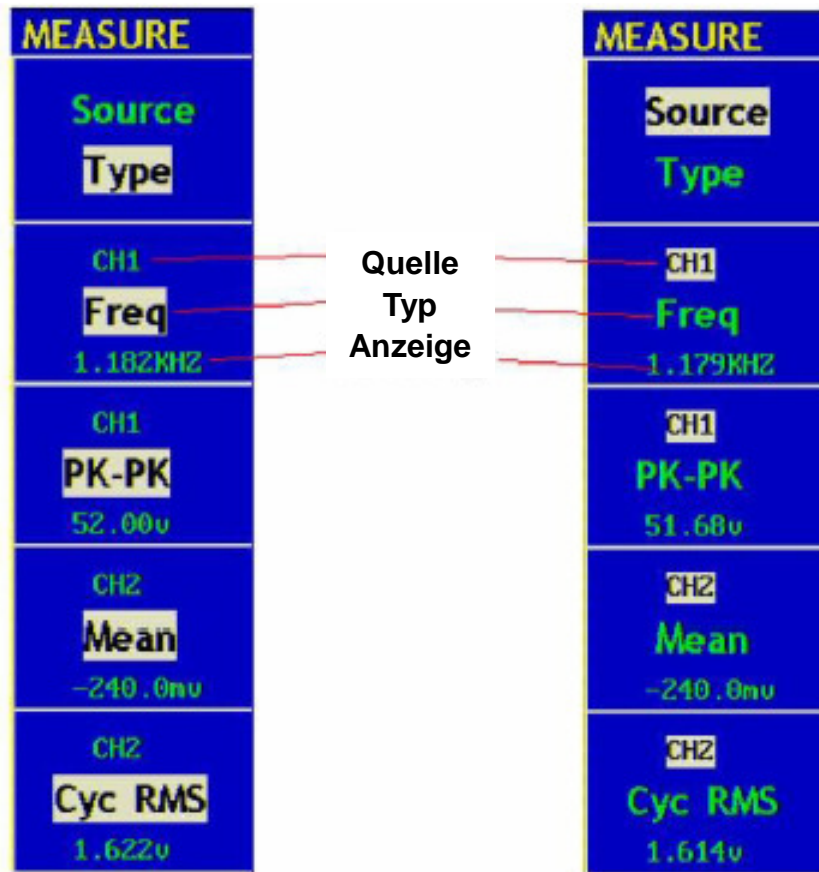 MEASURE
Source
Type
CH1
Freq
1.182KHZ
CH1
PK-PK
52.00v
CH2
Mean
-240.0mv
CH2
Cyc RMS
1.622v
Quelle
Typ
Anzeige
MEASURE
Source
Type
CH1
Freq
1.179KHZ
CH1
PK-PK
51.68v
CH2
Mean
-240.0mv
CH2
Cyc RMS
1.614v